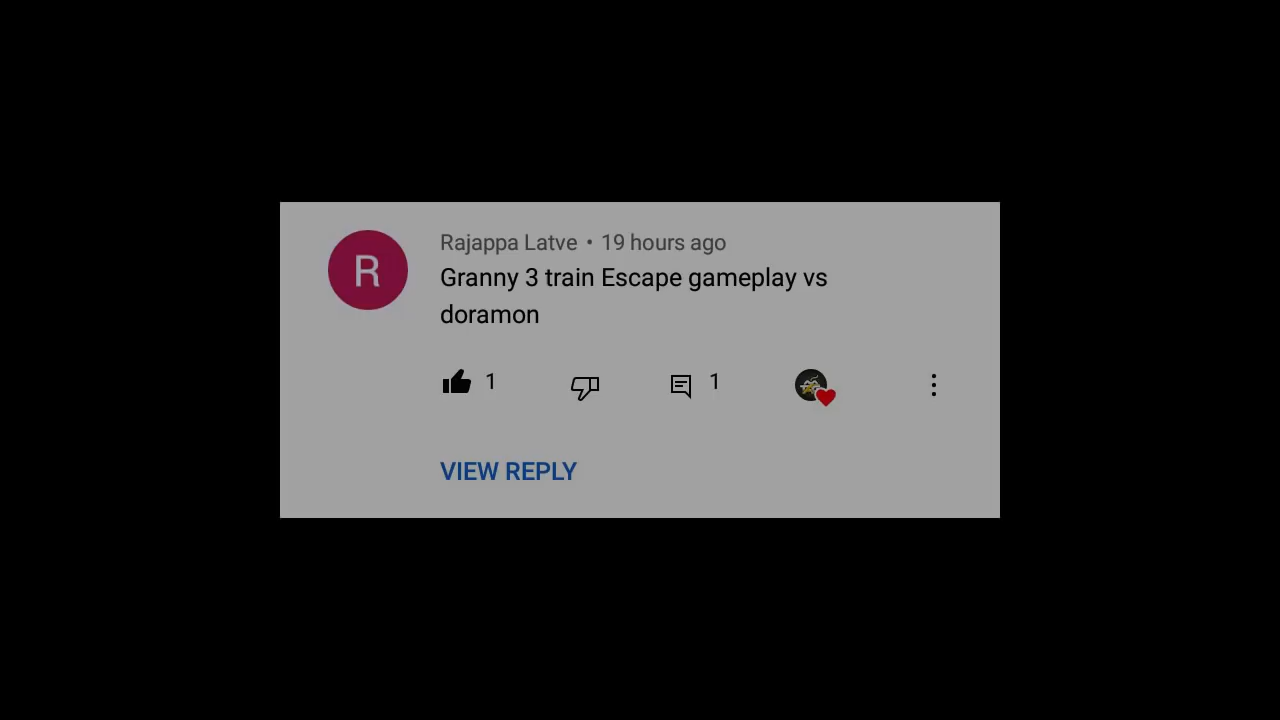 R
Rajappa Latve • 19 hours ago
Granny 3 train Escape gameplay vs
doramon
1 1
VIEW REPLY